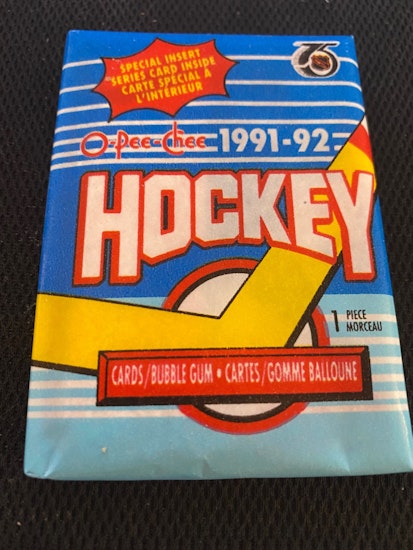 SPECIAL INSERT
SERIES CARD INSIDE
CARTE SPÉCIAL À
L'INTÉRIEUR
75
O-Pee-Chee 1991-92
HOCKEY
1 PIECE
MORCEAU
CARDS/BUBBLE GUM • CARTES/GOMME BALLOUNE